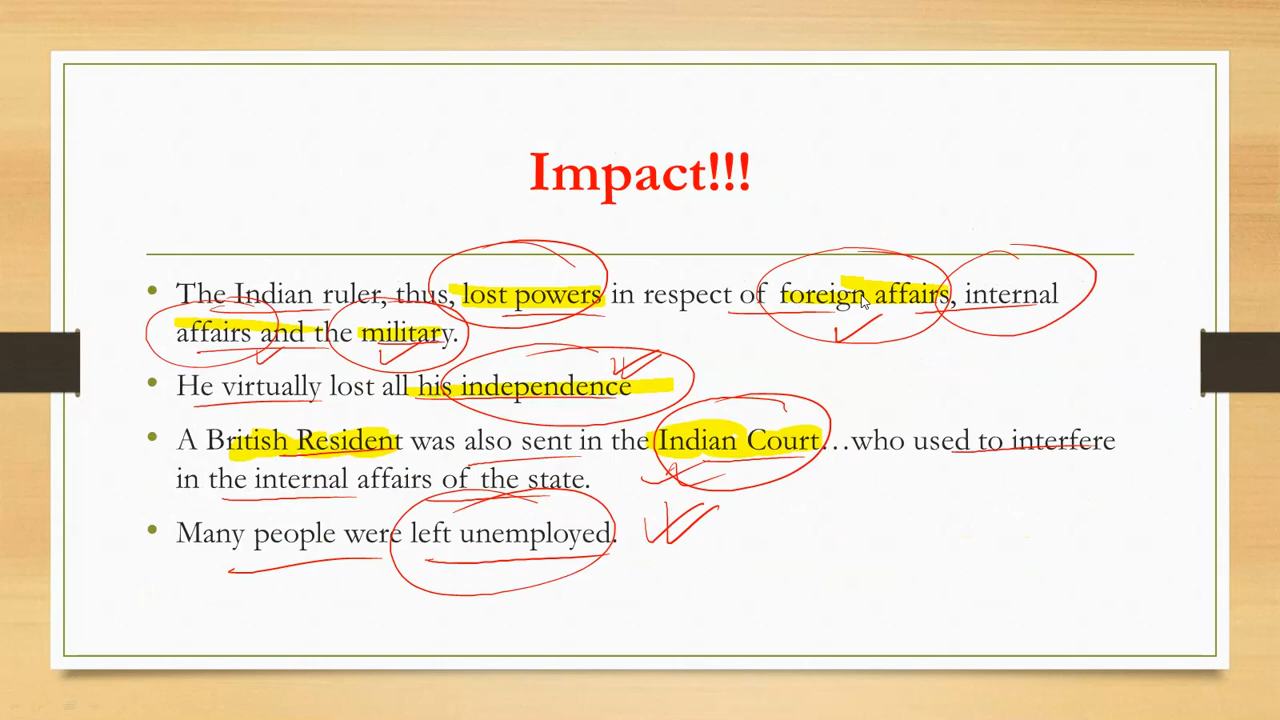 Impact!!!
• The Indian ruler, thus, lost powers in respect of foreign affairs, internal
affairs and the military.
• He virtually lost all his independence
• A British Resident was also sent in the Indian Court…who used to interfere
in the internal affairs of the state.
• Many people were left unemployed.